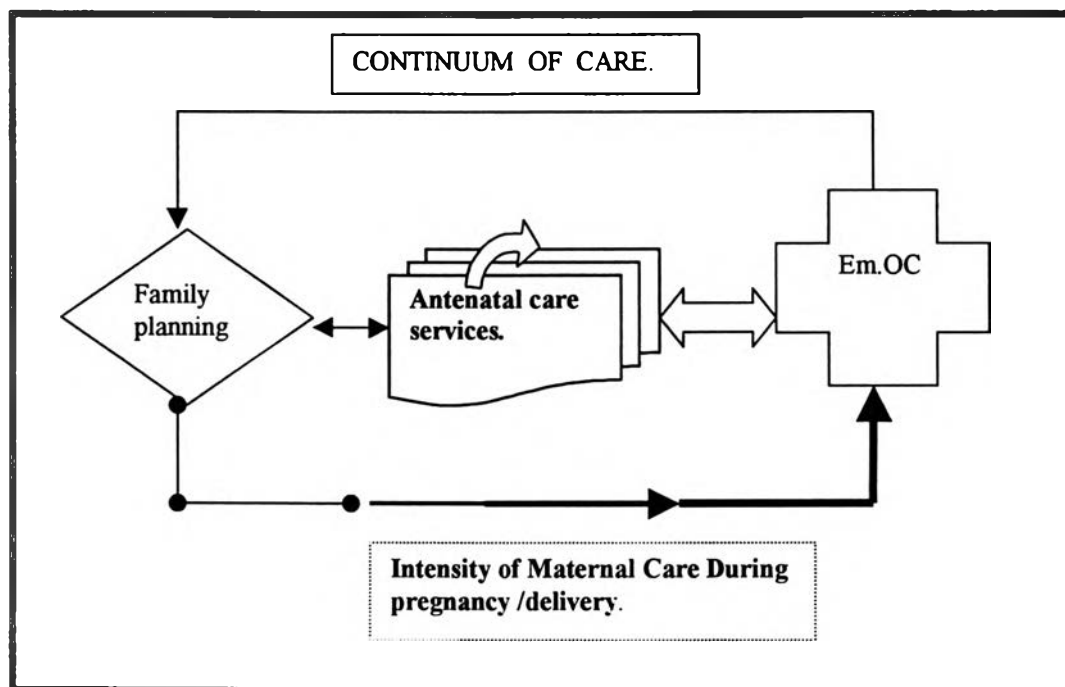 CONTINUUM OF CARE.
Family
planning
Antenatal care
services.
Em.OC
Intensity of Maternal Care During
pregnancy /delivery.